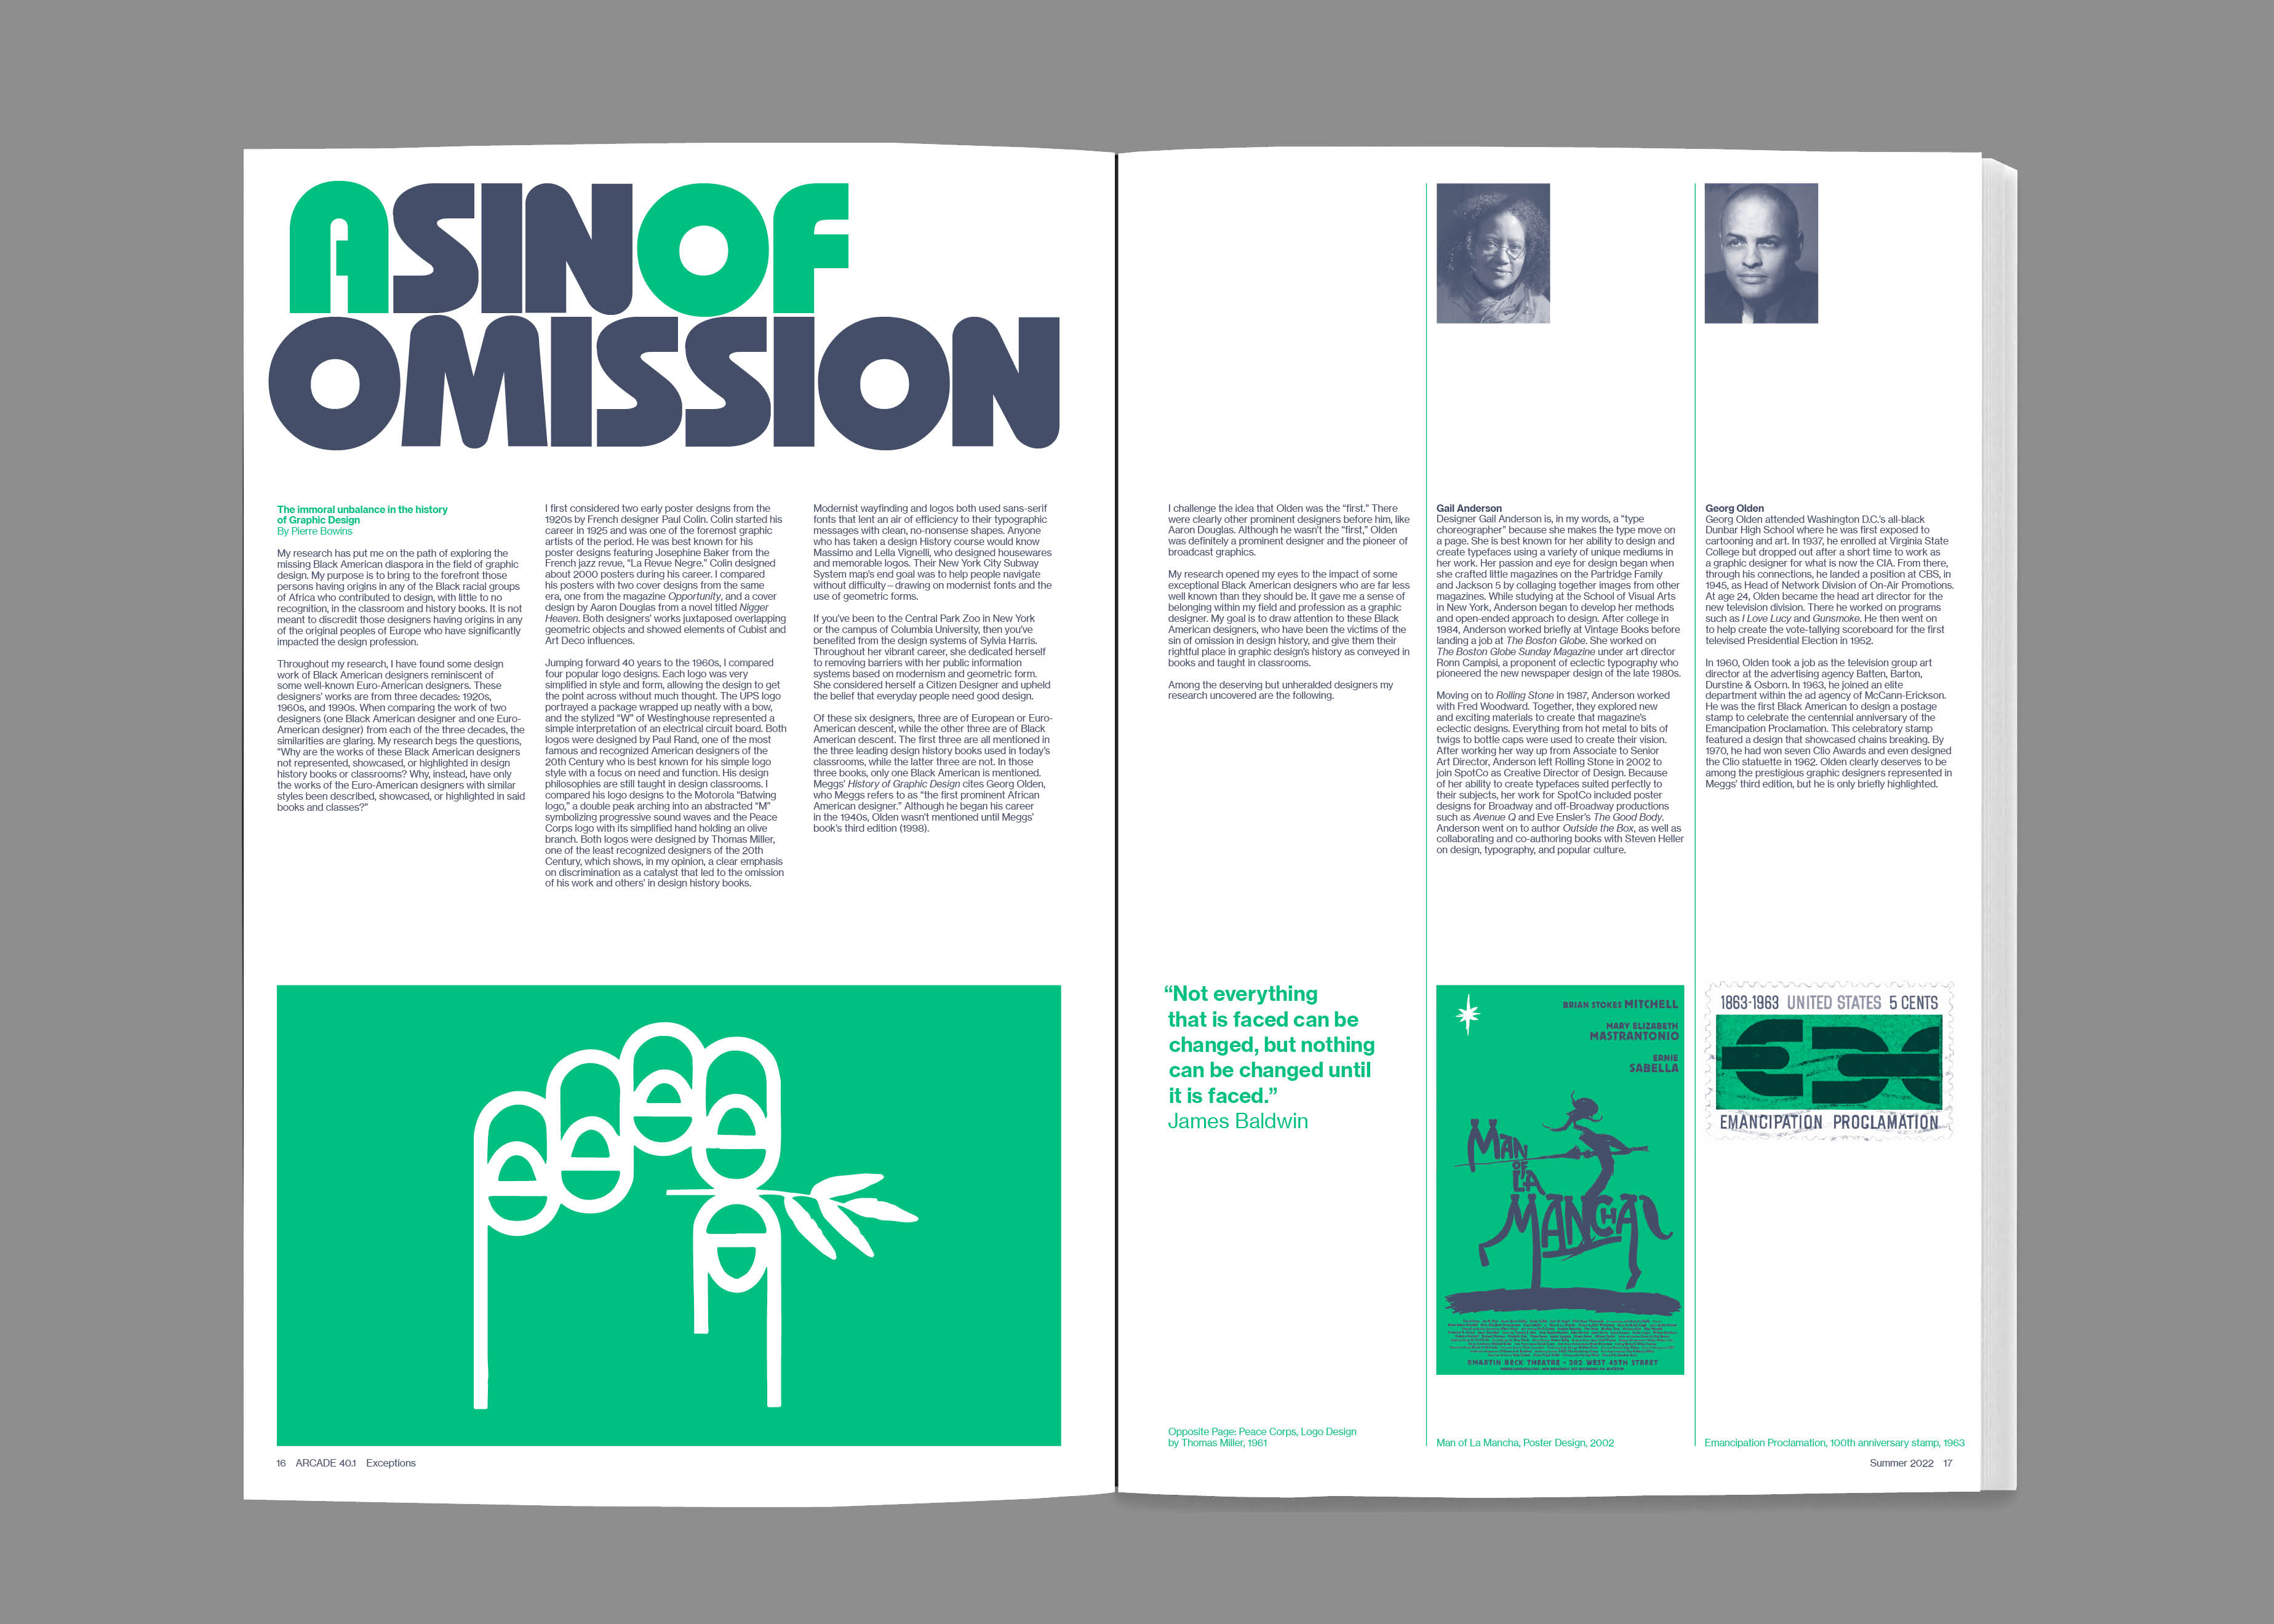 A SIN OF
OMISSION
The immoral unbalance in the history
of Graphic Design
By Pierre Bowins
My research has put me on the path of exploring the
missing Black American diaspora in the field of graphic
design. My purpose is to bring to the forefront those
persons having origins in any of the Black racial groups
of Africa who contributed to design, with little to no
recognition, in the classroom and history books. It is not
meant to discredit those designers having origins in any
of the original peoples of Europe who have significantly
impacted the design profession.
Throughout my research, I have found some design
work of Black American designers reminiscent of
some well-known Euro-American designers. These
designers' works are from three decades: 1920s,
1960s, and 1990s. When comparing the work of two
designers (one Black American designer and one Euro-
American designer) from each of the three decades, the
similarities are glaring. My research begs the questions,
“Why are the works of these Black American designers
not represented, showcased, or highlighted in design
history books or classrooms? Why, instead, have only
the works of the Euro-American designers with similar
styles been described, showcased, or highlighted in said
books and classes?”
I first considered two early poster designs from the
1920s by French designer Paul Colin. Colin started his
career in 1925 and was one of the foremost graphic
artists of the period. He was best known for his
poster designs featuring Josephine Baker from the
French jazz revue, “La Revue Negre.” Colin designed
about 2000 posters during his career. I compared
his posters with two cover designs from the same
era, one from the magazine Opportunity, and a cover
design by Aaron Douglas from a novel titled Nigger
Heaven. Both designers' works juxtaposed overlapping
geometric objects and showed elements of Cubist and
Art Deco influences.
Jumping forward 40 years to the 1960s, I compared
four popular logo designs. Each logo was very
simplified in style and form, allowing the design to get
the point across without much thought. The UPS logo
portrayed a package wrapped up neatly with a bow,
and the stylized “W” of Westinghouse represented a
simple interpretation of an electrical circuit board. Both
logos were designed by Paul Rand, one of the most
famous and recognized American designers of the
20th Century who is best known for his simple logo
style with a focus on need and function. His design
philosophies are still taught in design classrooms. I
compared his logo designs to the Motorola “Batwing
logo,” a double peak arching into an abstracted “M”
symbolizing progressive sound waves and the Peace
Corps logo with its simplified hand holding an olive
branch. Both logos were designed by Thomas Miller,
one of the least recognized designers of the 20th
Century, which shows, in my opinion, a clear emphasis
on discrimination as a catalyst that led to the omission
of his work and others' in design history books.
Modernist wayfinding and logos both used sans-serif
fonts that lent an air of efficiency to their typographic
messages with clean, no-nonsense shapes. Anyone
who has taken a design History course would know
Massimo and Lella Vignelli, who designed housewares
and memorable logos. Their New York City Subway
System map's end goal was to help people navigate
without difficulty—drawing on modernist fonts and the
use of geometric forms.
If you've been to the Central Park Zoo in New York
or the campus of Columbia University, then you've
benefited from the design systems of Sylvia Harris.
Throughout her vibrant career, she dedicated herself
to removing barriers with her public information
systems based on modernism and geometric form.
She considered herself a Citizen Designer and upheld
the belief that everyday people need good design.
Of these six designers, three are of European or Euro-
American descent, while the other three are of Black
American descent. The first three are all mentioned in
the three leading design history books used in today's
classrooms, while the latter three are not. In those
three books, only one Black American is mentioned.
Meggs' History of Graphic Design cites Georg Olden,
who Meggs refers to as “the first prominent African
American designer.” Although he began his career
in the 1940s, Olden wasn't mentioned until Meggs'
book's third edition (1998).
16 ARCADE 40.1 Exceptions
I challenge the idea that Olden was the “first.” There
were clearly other prominent designers before him, like
Aaron Douglas. Although he wasn't the “first,” Olden
was definitely a prominent designer and the pioneer of
broadcast graphics.
My research opened my eyes to the impact of some
exceptional Black American designers who are far less
well known than they should be. It gave me a sense of
belonging within my field and profession as a graphic
designer. My goal is to draw attention to these Black
American designers, who have been the victims of the
sin of omission in design history, and give them their
rightful place in graphic design's history as conveyed in
books and taught in classrooms.
Among the deserving but unheralded designers my
research uncovered are the following.
“Not everything
that is faced can be
changed, but nothing
can be changed until
it is faced.”
James Baldwin
Opposite Page: Peace Corps, Logo Design
by Thomas Miller, 1961
Gail Anderson
Designer Gail Anderson is, in my words, a “type
choreographer” because she makes the type move on
a page. She is best known for her ability to design and
create typefaces using a variety of unique mediums in
her work. Her passion and eye for design began when
she crafted little magazines on the Partridge Family
and Jackson 5 by collaging together images from other
magazines. While studying at the School of Visual Arts
in New York, Anderson began to develop her methods
and open-ended approach to design. After college in
1984, Anderson worked briefly at Vintage Books before
landing a job at The Boston Globe. She worked on
The Boston Globe Sunday Magazine under art director
Ronn Campisi, a proponent of eclectic typography who
pioneered the new newspaper design of the late 1980s.
Moving on to Rolling Stone in 1987, Anderson worked
with Fred Woodward. Together, they explored new
and exciting materials to create that magazine's
eclectic designs. Everything from hot metal to bits of
twigs to bottle caps were used to create their vision.
After working her way up from Associate to Senior
Art Director, Anderson left Rolling Stone in 2002 to
join SpotCo as Creative Director of Design. Because
of her ability to create typefaces suited perfectly to
their subjects, her work for SpotCo included poster
designs for Broadway and off-Broadway productions
such as Avenue Q and Eve Ensler's The Good Body.
Anderson went on to author Outside the Box, as well as
collaborating and co-authoring books with Steven Heller
on design, typography, and popular culture.
BRIAN STOKES MITCHELL
MARY ELIZABETH
MASTRANTONIO
ERNIE
SABELLA
MAN
OF
LA
MANCHA
MARTIN BECK THEATRE • 302 WEST 45TH STREET
Man of La Mancha, Poster Design, 2002
Georg Olden
Georg Olden attended Washington D.C.'s all-black
Dunbar High School where he was first exposed to
cartooning and art. In 1937, he enrolled at Virginia State
College but dropped out after a short time to work as
a graphic designer for what is now the CIA. From there,
through his connections, he landed a position at CBS, in
1945, as Head of Network Division of On-Air Promotions.
At age 24, Olden became the head art director for the
new television division. There he worked on programs
such as I Love Lucy and Gunsmoke. He then went on
to help create the vote-tallying scoreboard for the first
televised Presidential Election in 1952.
In 1960, Olden took a job as the television group art
director at the advertising agency Batten, Barton,
Durstine & Osborn. In 1963, he joined an elite
department within the ad agency of McCann-Erickson.
He was the first Black American to design a postage
stamp to celebrate the centennial anniversary of the
Emancipation Proclamation. This celebratory stamp
featured a design that showcased chains breaking. By
1970, he had won seven Clio Awards and even designed
the Clio statuette in 1962. Olden clearly deserves to be
among the prestigious graphic designers represented in
Meggs' third edition, but he is only briefly highlighted.
1863-1963 UNITED STATES 5 CENTS
EMANCIPATION PROCLAMATION
Emancipation Proclamation, 100th anniversary stamp, 1963
Summer 2022 17